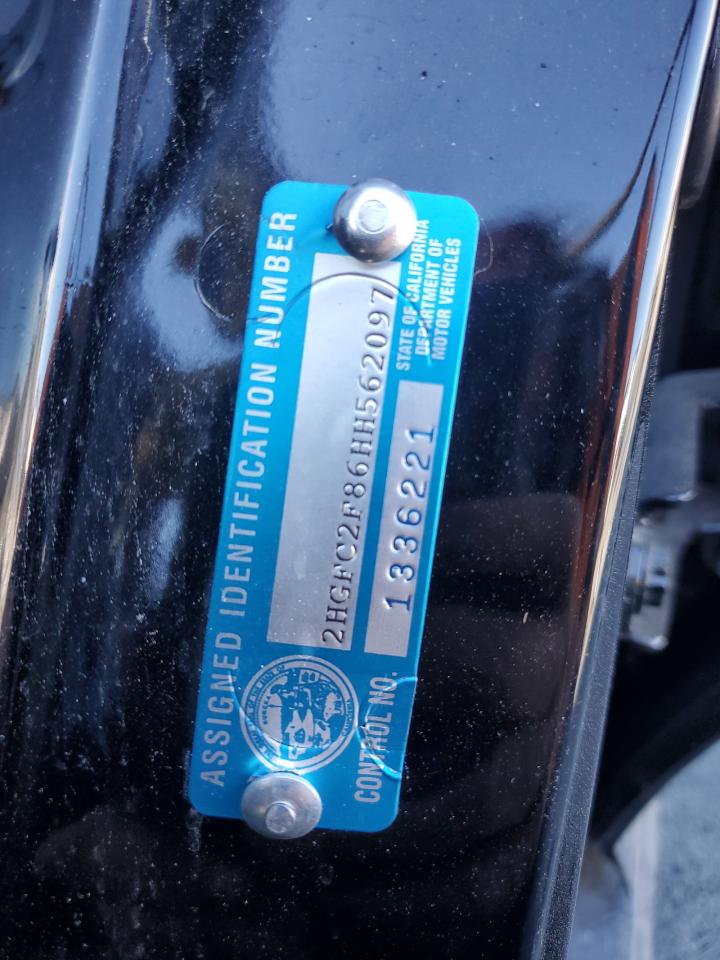 ASSIGNED IDENTIFICATION NUMBER
2HGFC2F86HH562097
STATE OF CALIFORNIA
DEPARTMENT OF
MOTOR VEHICLES
CONTROL NO. 1336221